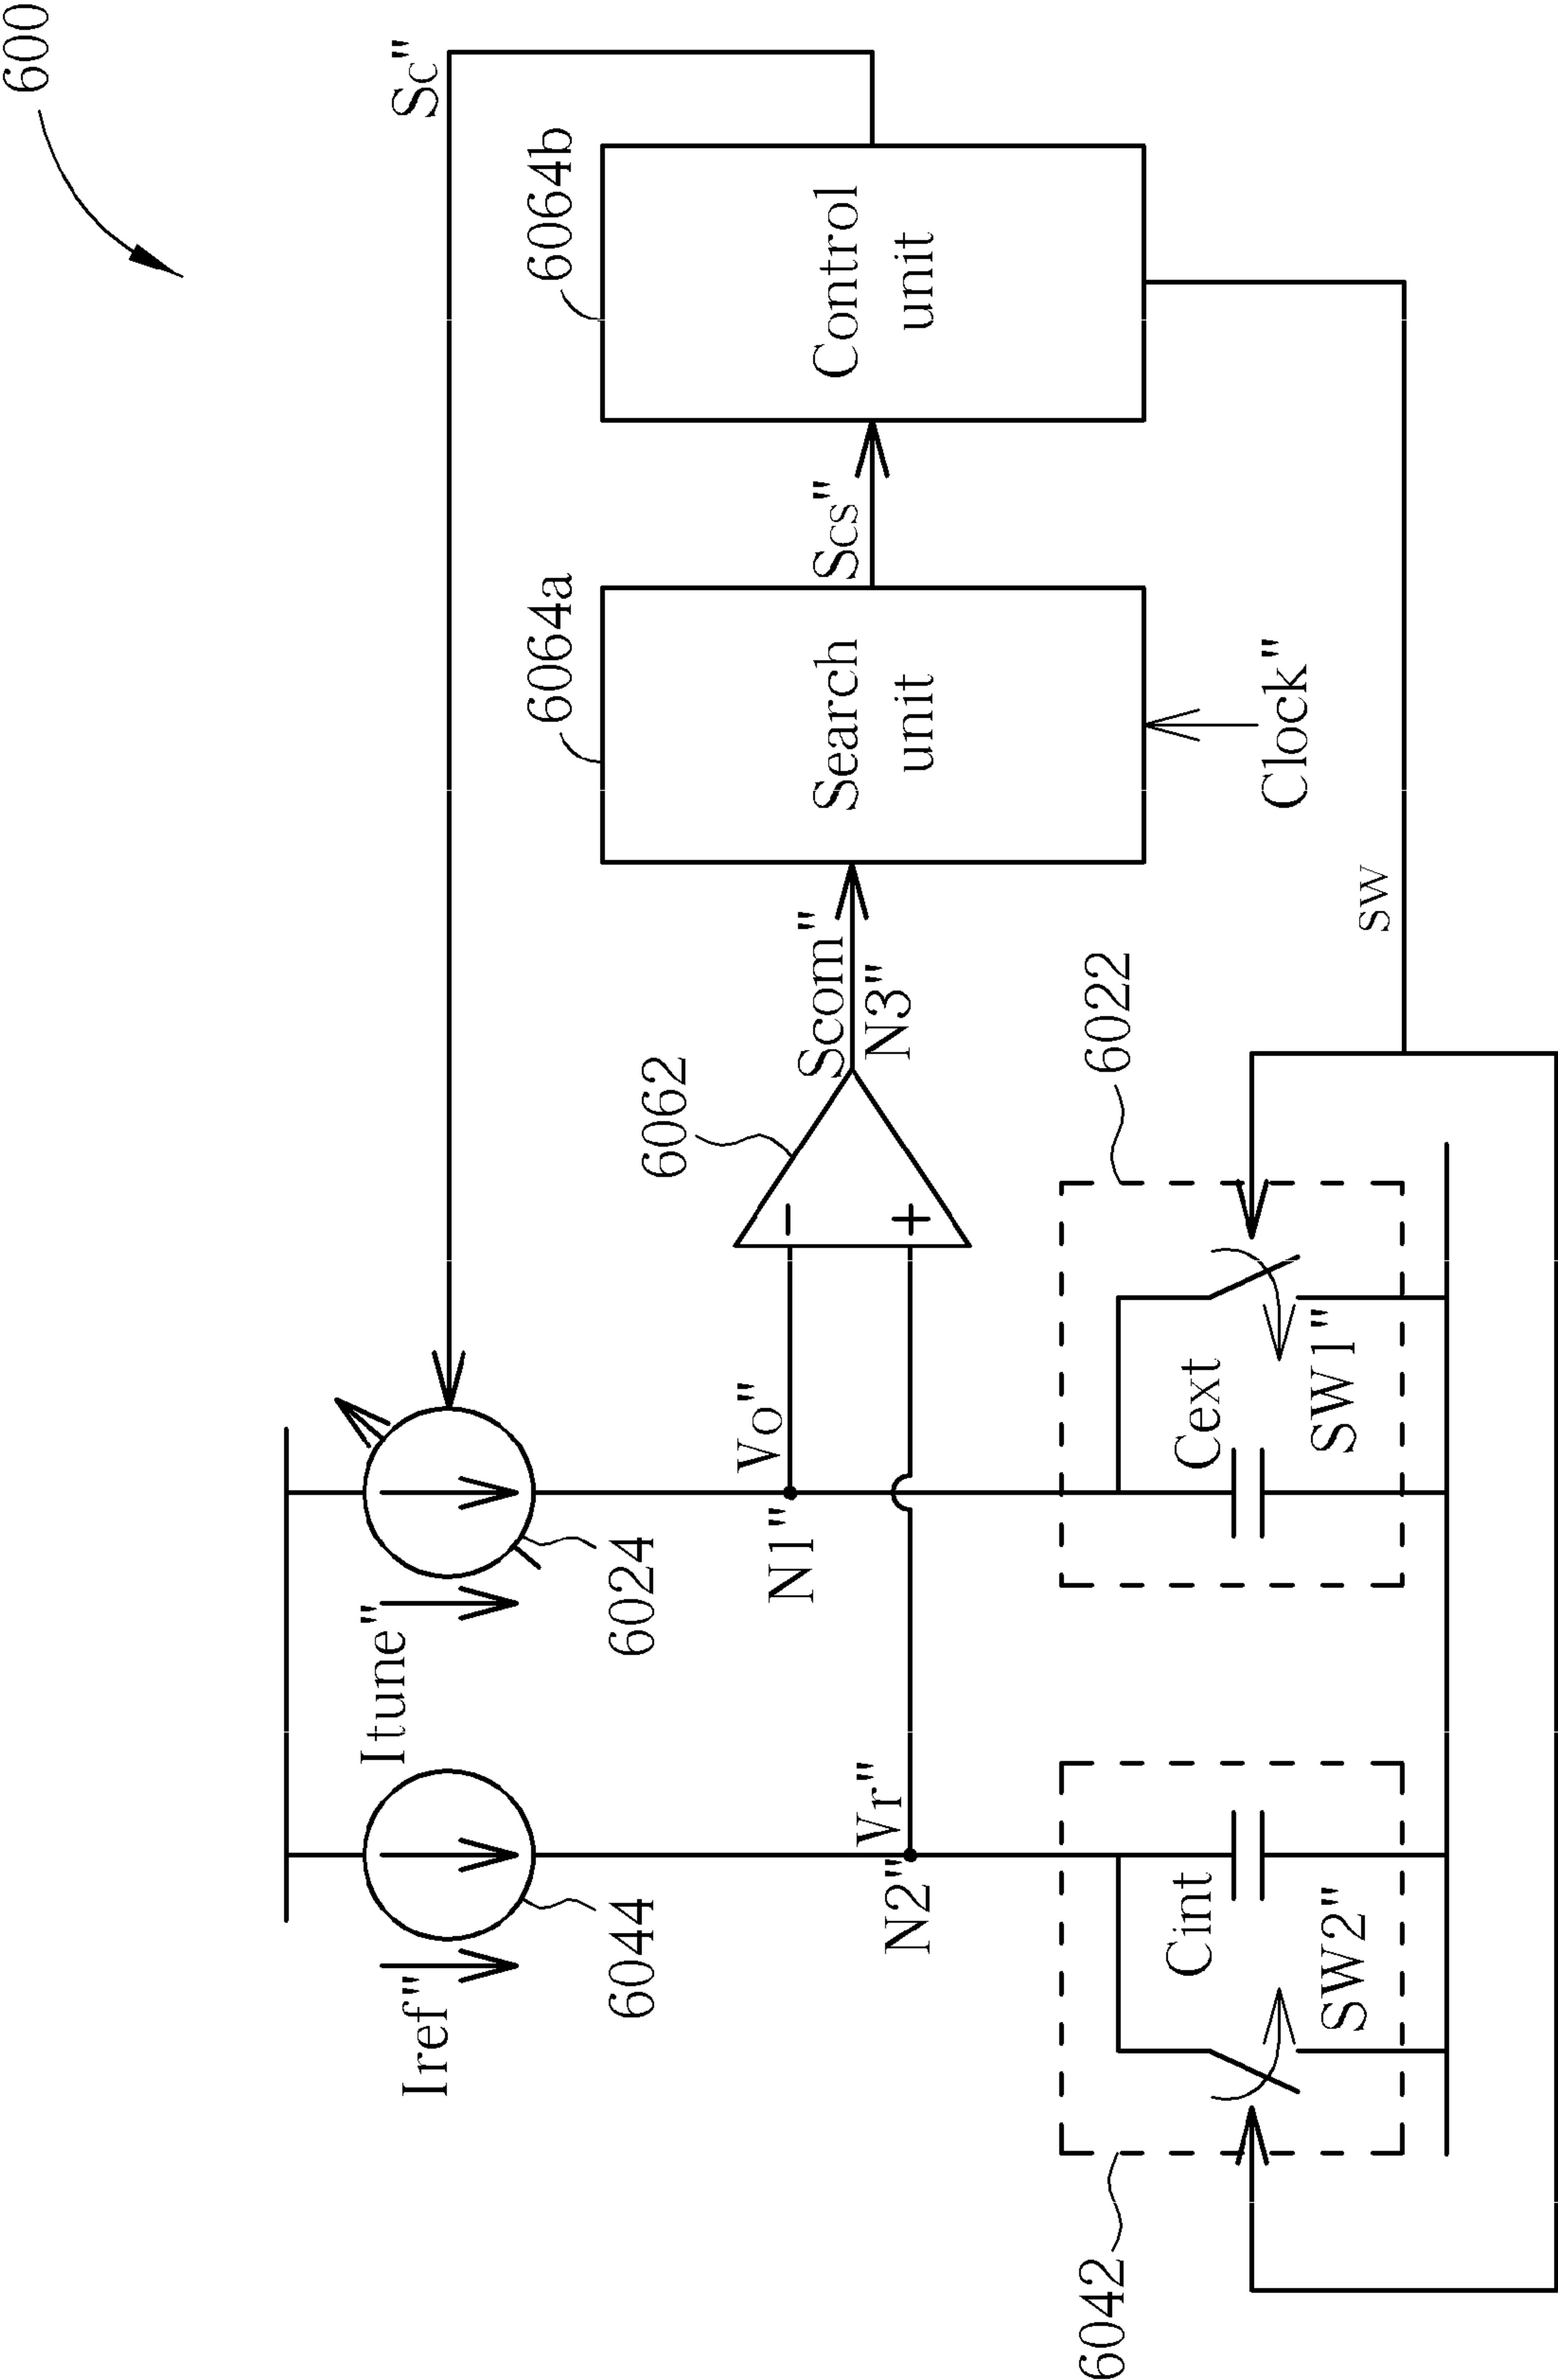 600
Sc"
Iref"
Itune"
6044
6024
6062
6064a
6064b
Vo"
N1"
Vr"
N2"
Scom"
N3"
Search
unit
Scs"
Control
unit
Clock"
6042
6022
Cint
SW2"
Cext
SW1"
sw